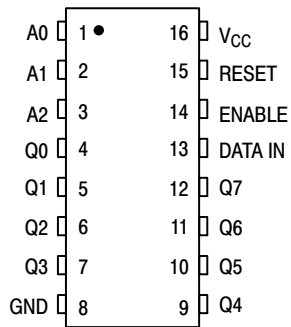 A0 1 16 VCC
A1 2 15 RESET
A2 3 14 ENABLE
Q0 4 13 DATA IN
Q1 5 12 Q7
Q2 6 11 Q6
Q3 7 10 Q5
GND 8 9 Q4